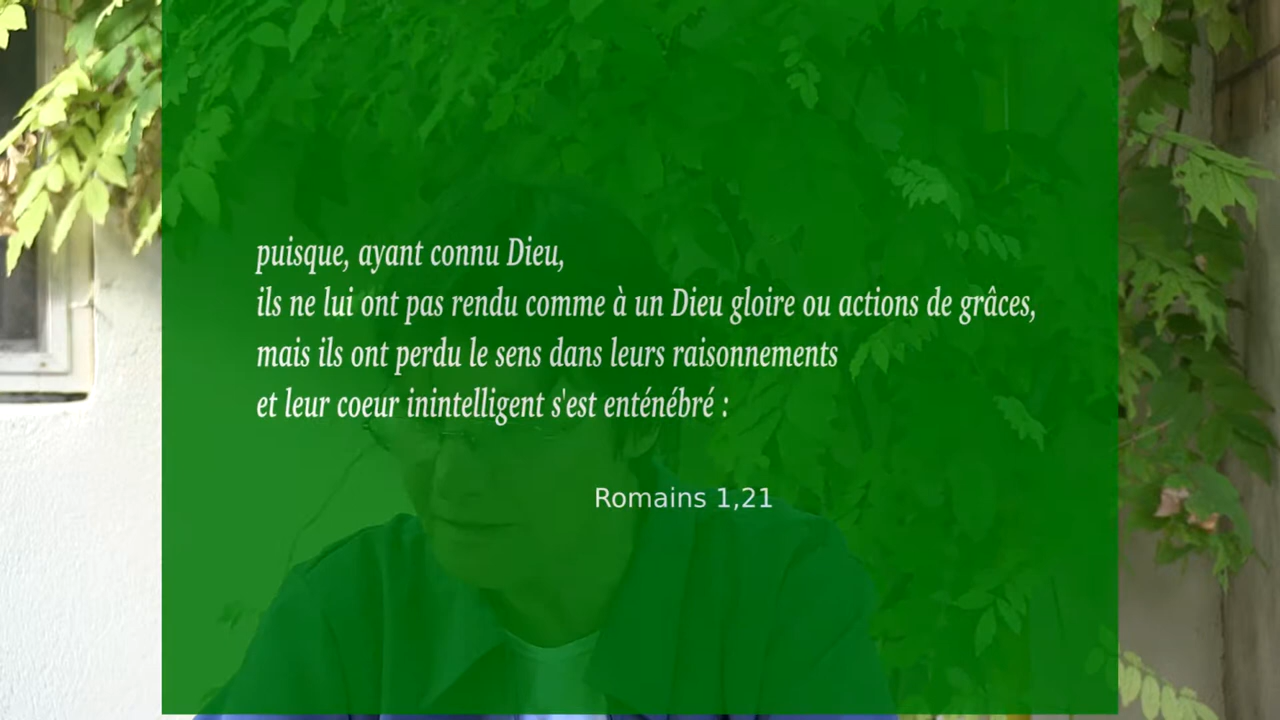 puisque, ayant connu Dieu,
ils ne lui ont pas rendu comme à un Dieu gloire ou actions de grâces,
mais ils ont perdu le sens dans leurs raisonnements
et leur coeur inintelligent s'est enténébré :
Romains 1,21